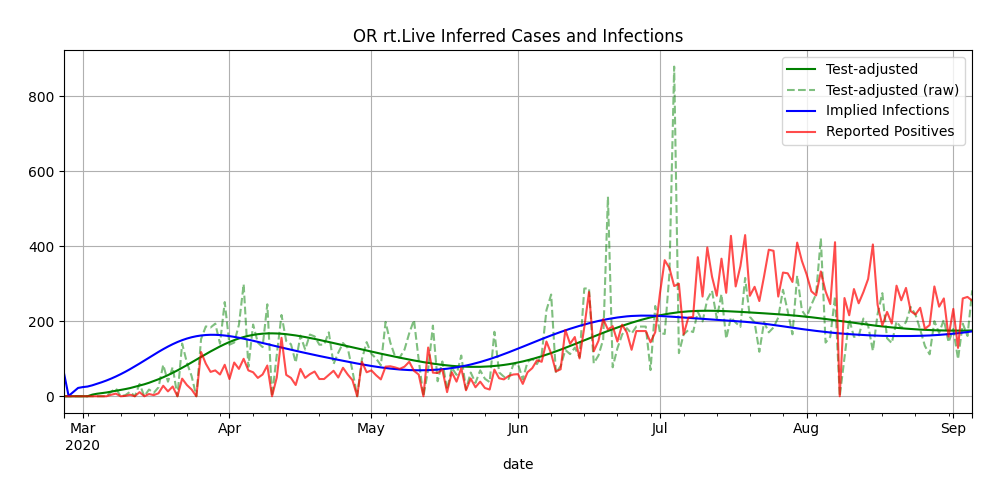 OR rt.Live Inferred Cases and Infections
Test-adjusted
Test-adjusted (raw)
Implied Infections
Reported Positives
800
600
400
200
0
Mar Apr May Jun Jul Aug Sep
2020
date